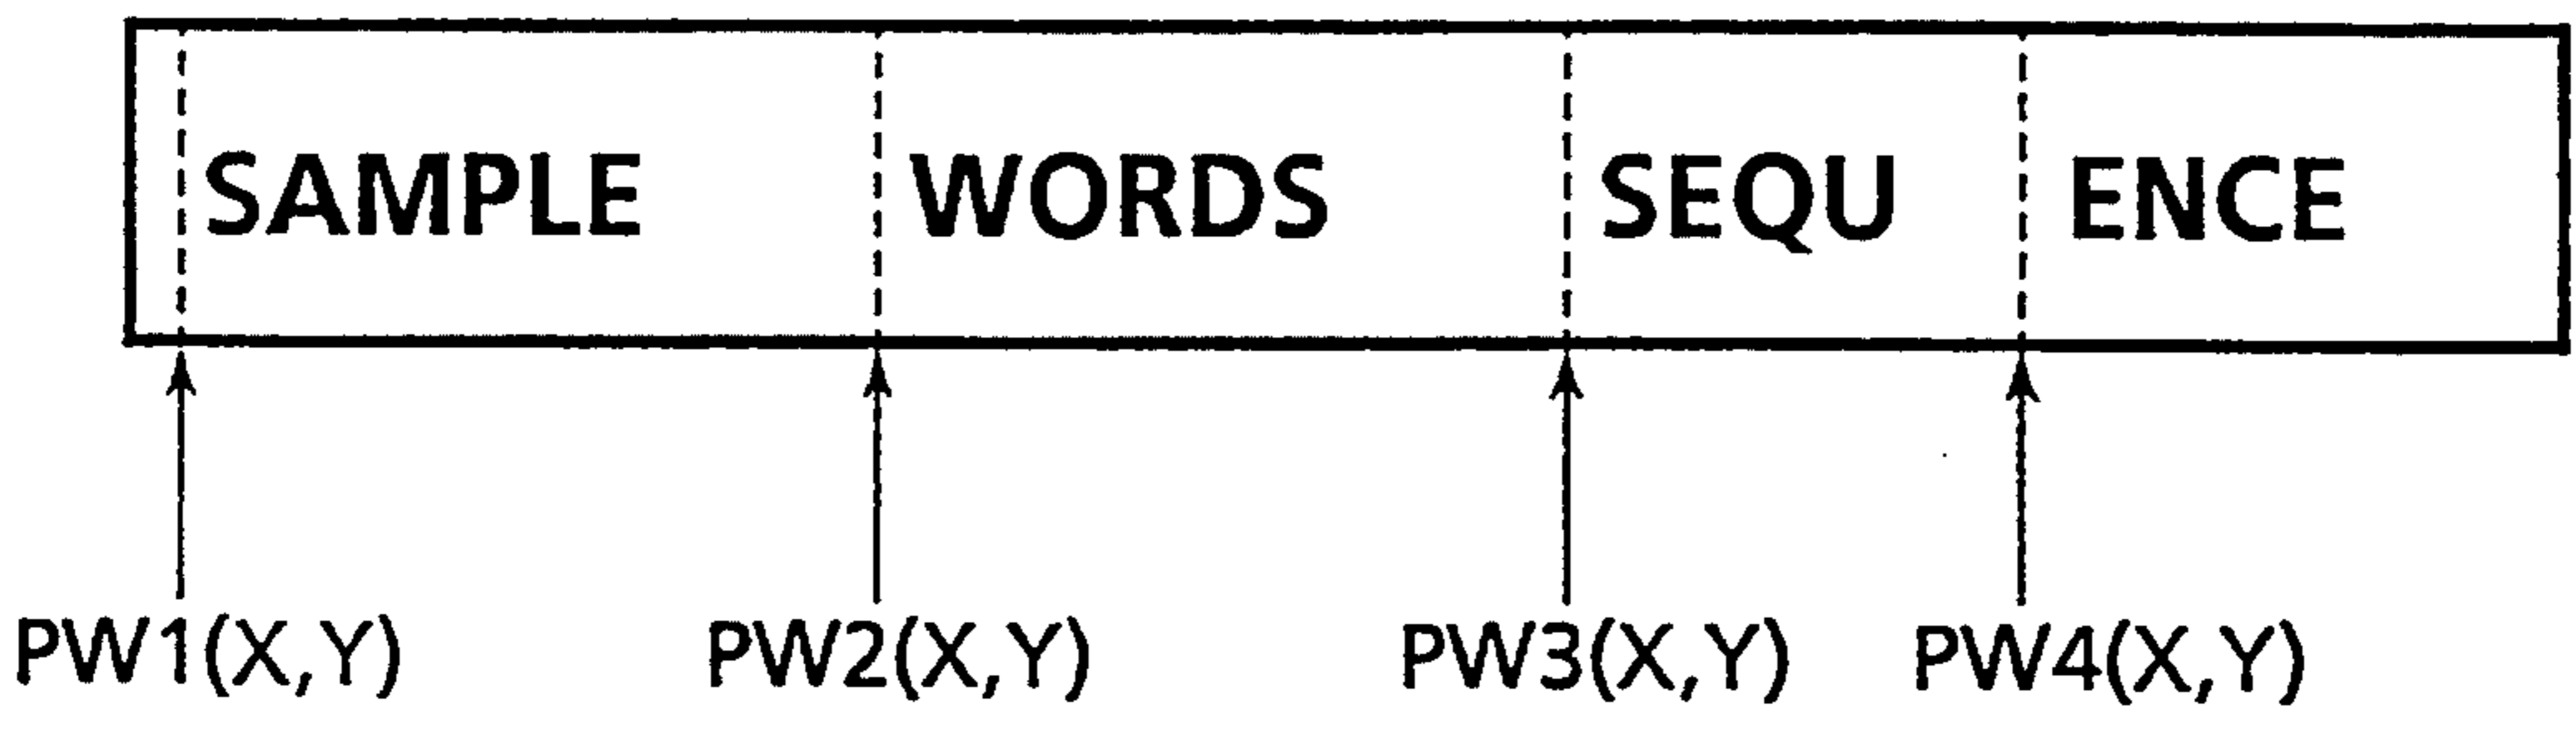 SAMPLE WORDS SEQU ENCE
PW1(X,Y) PW2(X,Y) PW3(X,Y) PW4(X,Y)